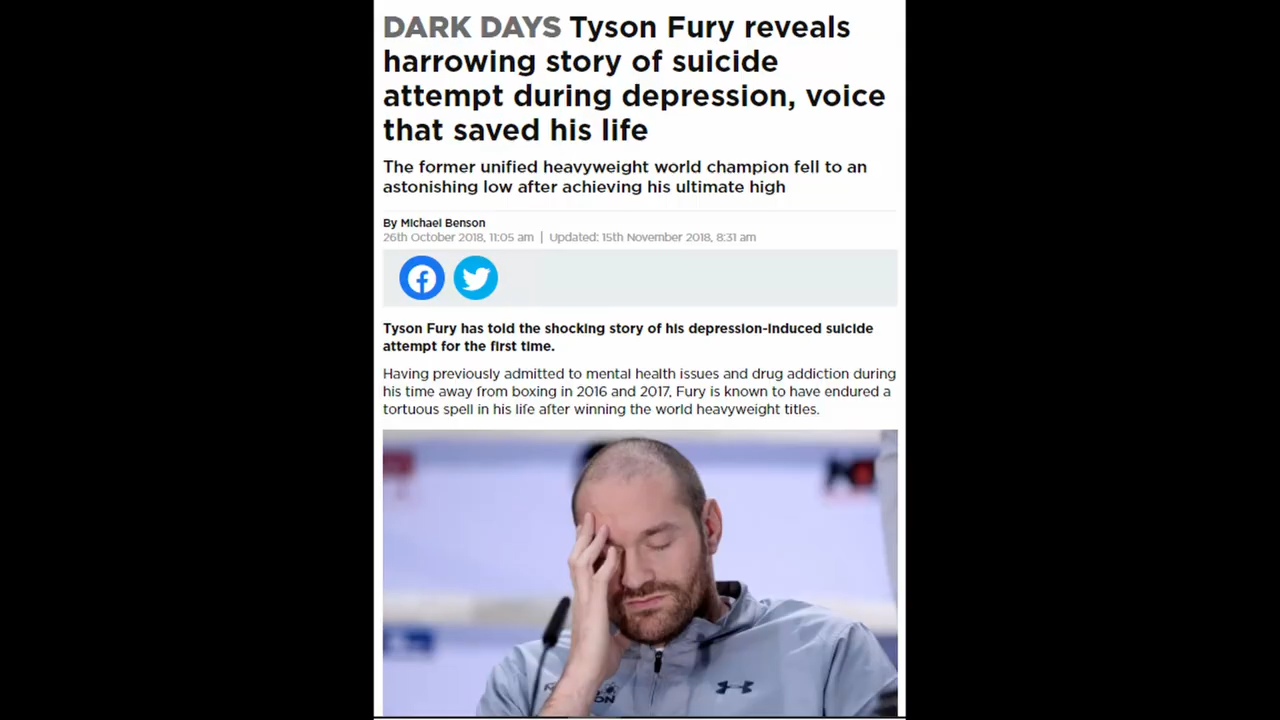 DARK DAYS Tyson Fury reveals
harrowing story of suicide
attempt during depression, voice
that saved his life
The former unified heavyweight world champion fell to an
astonishing low after achieving his ultimate high
By Michael Benson
26th October 2018, 11:05 am | Updated: 15th November 2018, 8:31 am
Tyson Fury has told the shocking story of his depression-induced suicide
attempt for the first time.
Having previously admitted to mental health issues and drug addiction during
his time away from boxing in 2016 and 2017, Fury is known to have endured a
tortuous spell in his life after winning the world heavyweight titles.